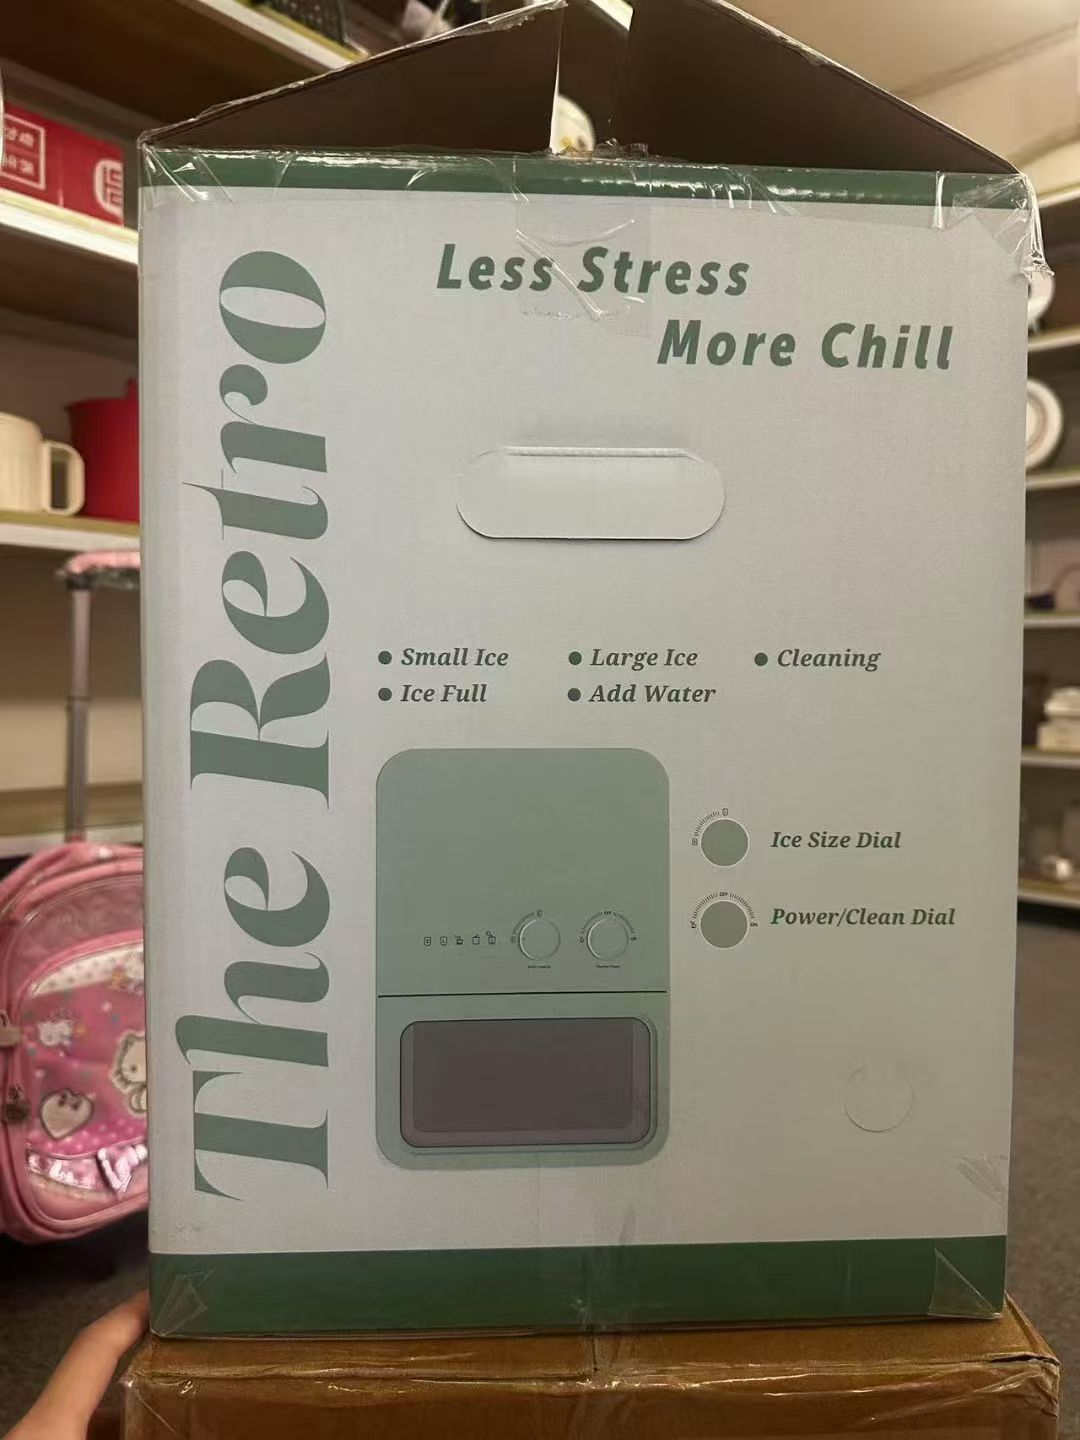 The Retro
Less Stress
More Chill
Small Ice
Large Ice
Cleaning
Ice Full
Add Water
Ice Size Dial
Power/Clean Dial